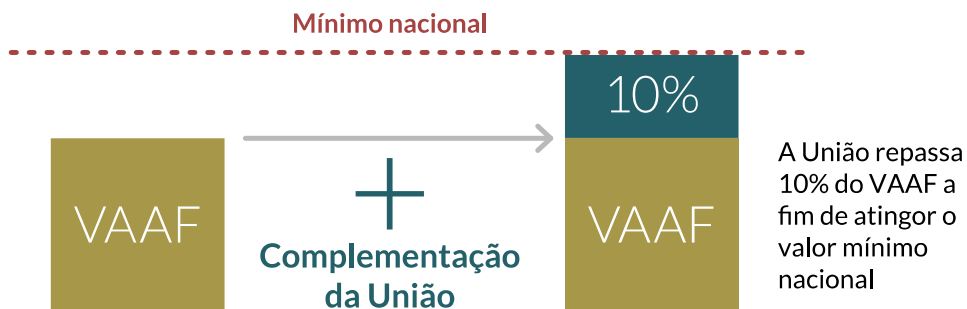 Mínimo nacional
VAAF
Complementação
da União
10%
VAAF
A União repassa
10% do VAAF a
fim de atingor o
valor mínimo
nacional